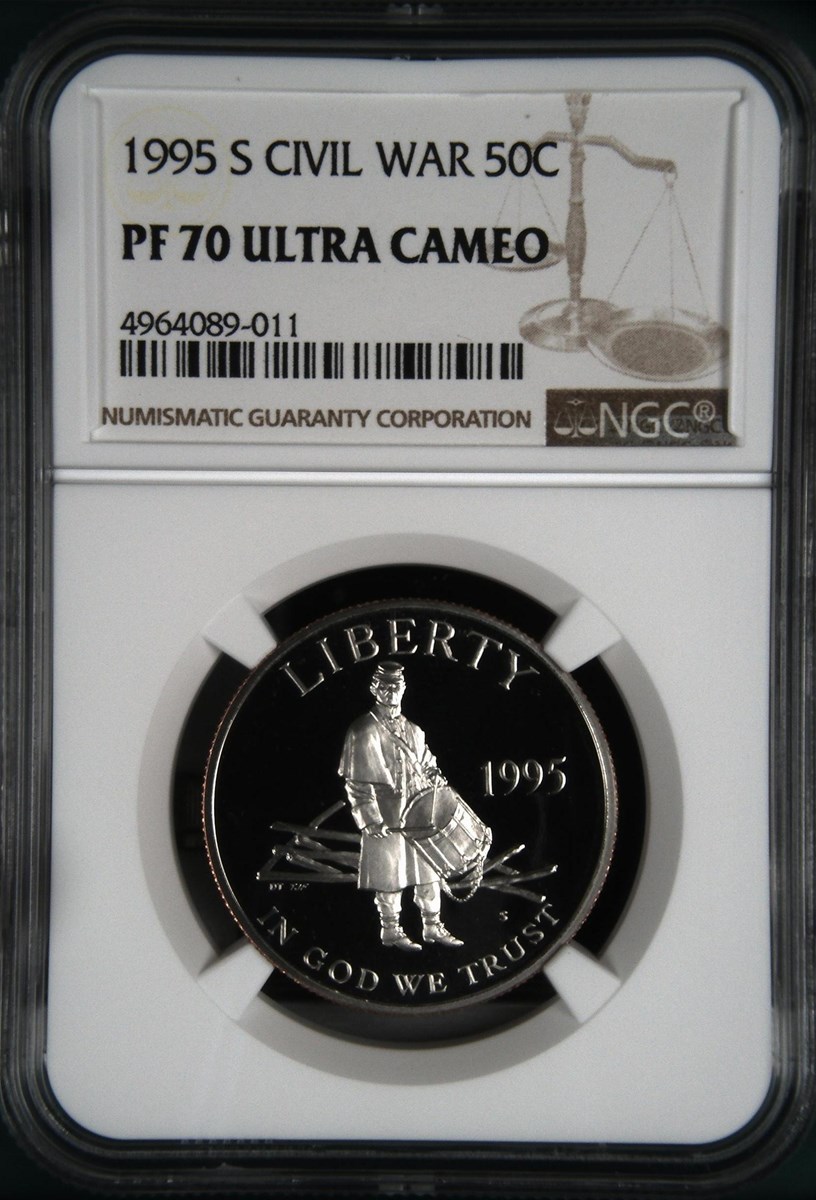 1995 S CIVIL WAR 50C
PF 70 ULTRA CAMEO
4964089-011
NUMISMATIC GUARANTY CORPORATION
NGC®
LIBERTY
1995
S
IN GOD WE TRUST